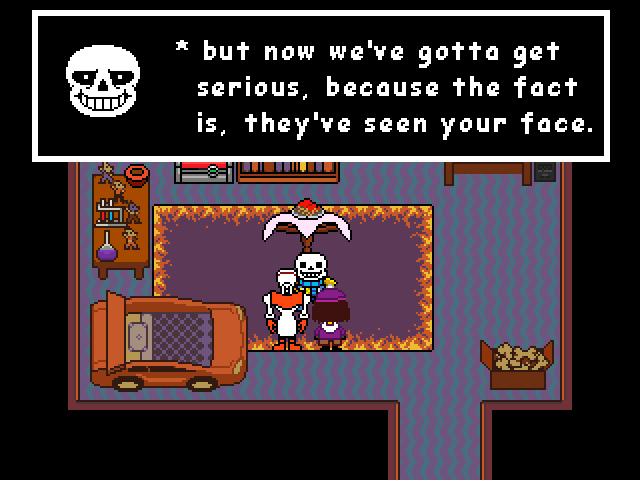 * but now we've gotta get
serious, because the fact
is, they've seen your face.